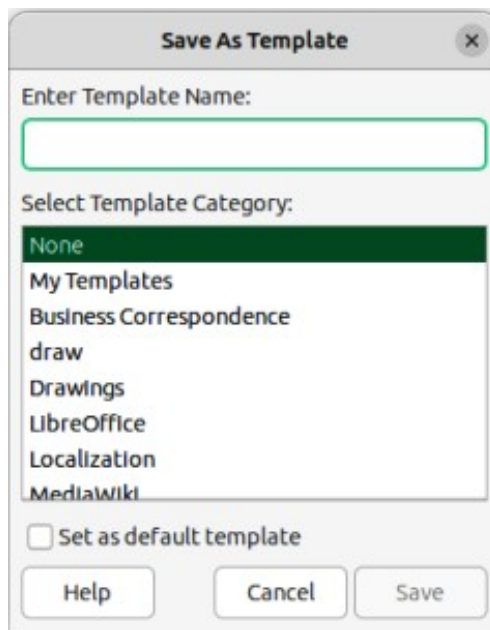 Save As Template
Enter Template Name:
Select Template Category:
None
My Templates
Business Correspondence
draw
Drawings
LibreOffice
Localization
MediaWiki
Set as default template
Help Cancel Save